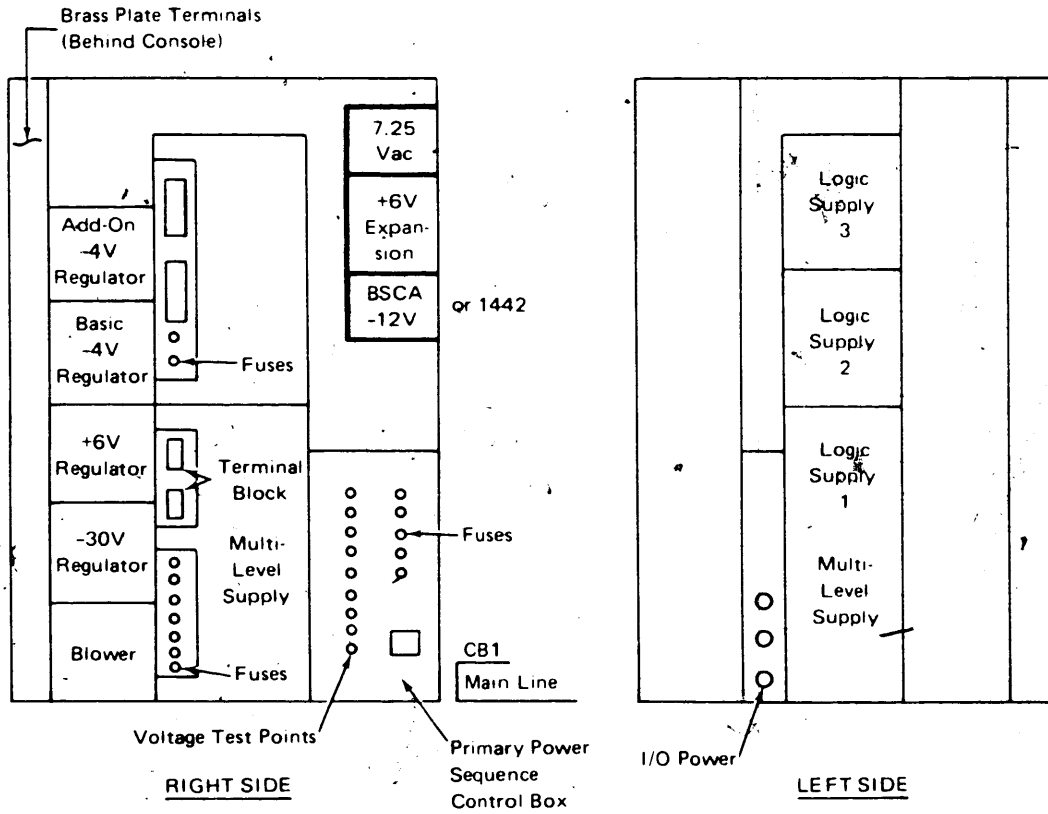 Brass Plate Terminals
(Behind Console)
7.25
Vac
+6V
Expan-
sion
BSCA
-12V
or 1442
Add-On
-4V
Regulator
Basic
-4V
Regulator
Fuses
+6V
Regulator
Terminal
Block
-30V
Regulator
Multi-
Level
Supply
Fuses
Blower
Fuses
CB1
Main Line
Voltage Test Points
Primary Power
Sequence
Control Box
RIGHT SIDE
Logic
Supply
3
Logic
Supply
2
Logic
Supply
1
Multi-
Level
Supply
I/O Power
LEFT SIDE